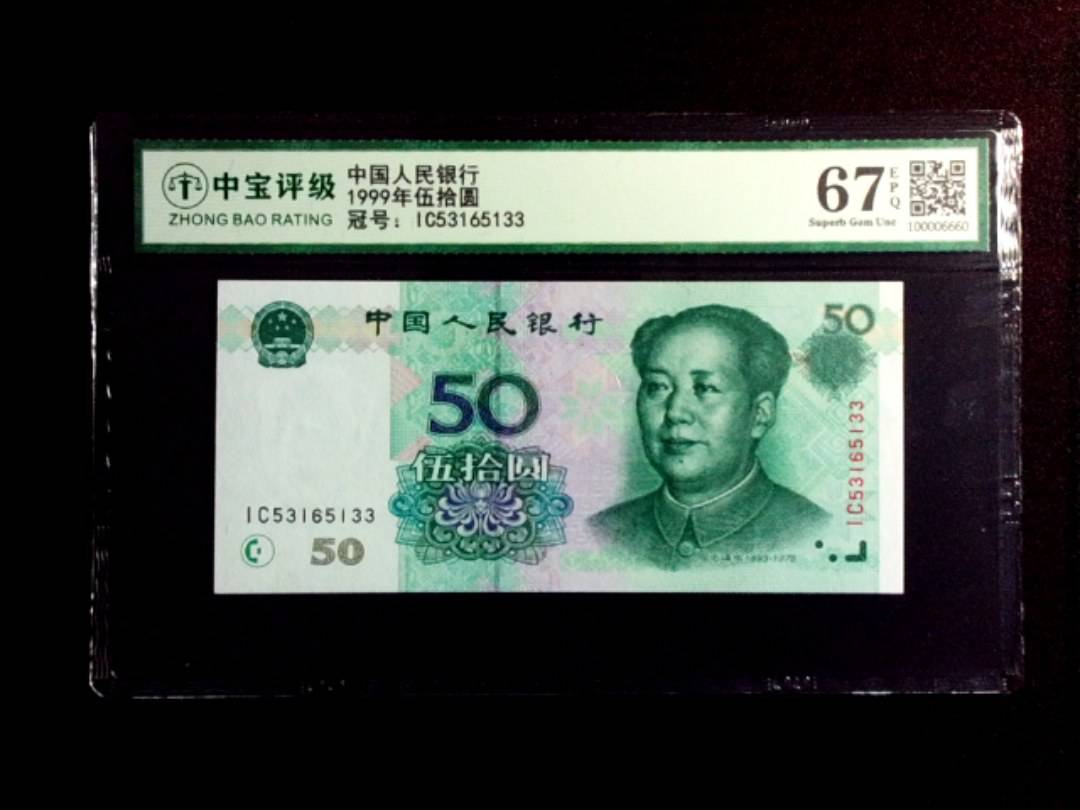 中宝评级
ZHONG BAO RATING
中国人民银行
1999年伍拾圆
冠号：IC53165133
67
EPQ
Superb Gem Unc
100006660
中国人民银行
50
50
伍拾圆
IC53165133
IC53165133
50